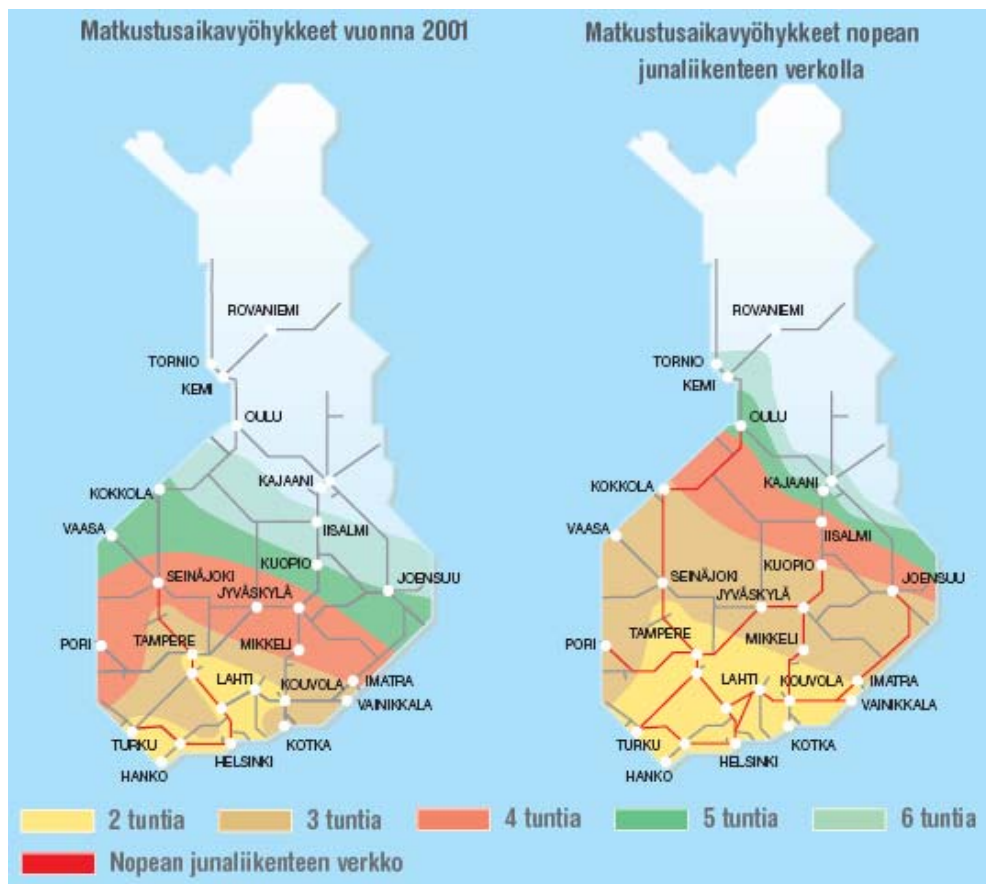 Matkustusaikavyöhykkeet vuonna 2001
ROVANIEMI
TORNIO
KEMI
OULU
KAJAANI
KOKKOLA
VAASA
IISALMI
KUOPIO
SEINÄJOKI
JOENSUU
JYVÄSKYLÄ
PORI
TAMPERE
MIKKELI
LAHTI
KOUVOLA
IMATRA
VAINIKKALA
TURKU
KOTKA
HELSINKI
HANKO
Matkustusaikavyöhykkeet nopean
junaliikenteen verkolla
ROVANIEMI
TORNIO
KEMI
OULU
KAJAANI
KOKKOLA
VAASA
IISALMI
KUOPIO
SEINÄJOKI
JOENSUU
JYVÄSKYLÄ
PORI
TAMPERE
MIKKELI
LAHTI
KOUVOLA
IMATRA
VAINIKKALA
TURKU
KOTKA
HELSINKI
HANKO
2 tuntia
3 tuntia
4 tuntia
5 tuntia
6 tuntia
Nopean junaliikenteen verkko